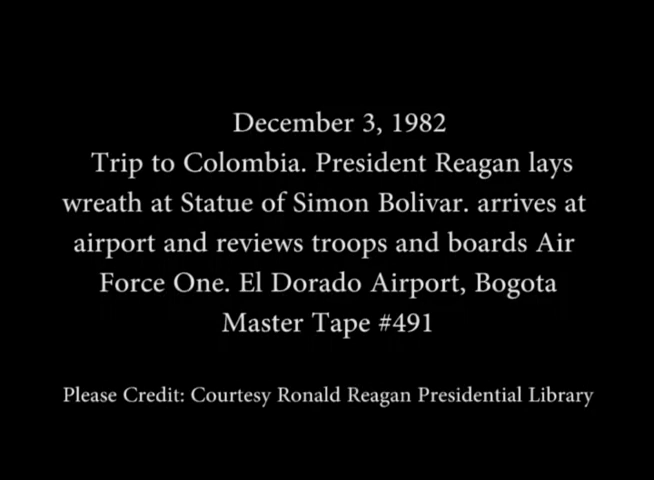 December 3, 1982
Trip to Colombia. President Reagan lays
wreath at Statue of Simon Bolivar. arrives at
airport and reviews troops and boards Air
Force One. El Dorado Airport, Bogota
Master Tape #491
Please Credit: Courtesy Ronald Reagan Presidential Library